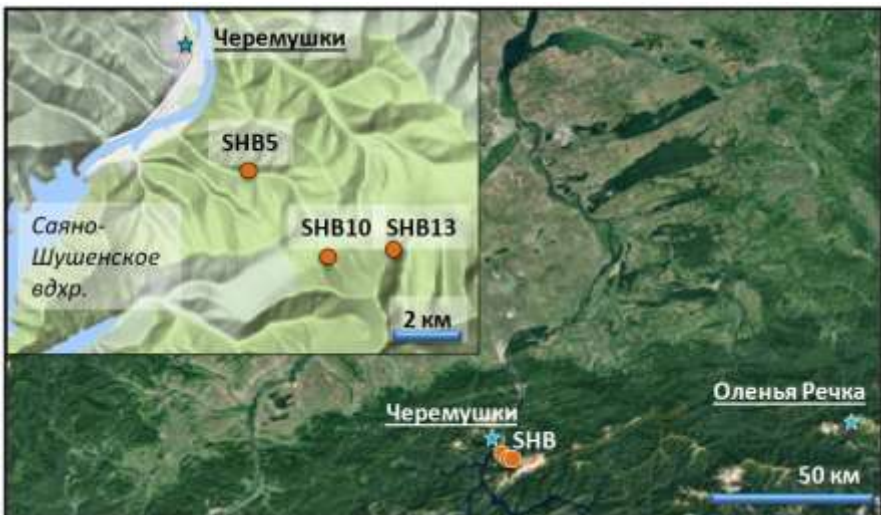 Черемушки
SHB5
SHB10 SHB13
Саяно-
Шушенское
вдхр.
2 км
Оленья Речка
Черемушки
SHB
50 км